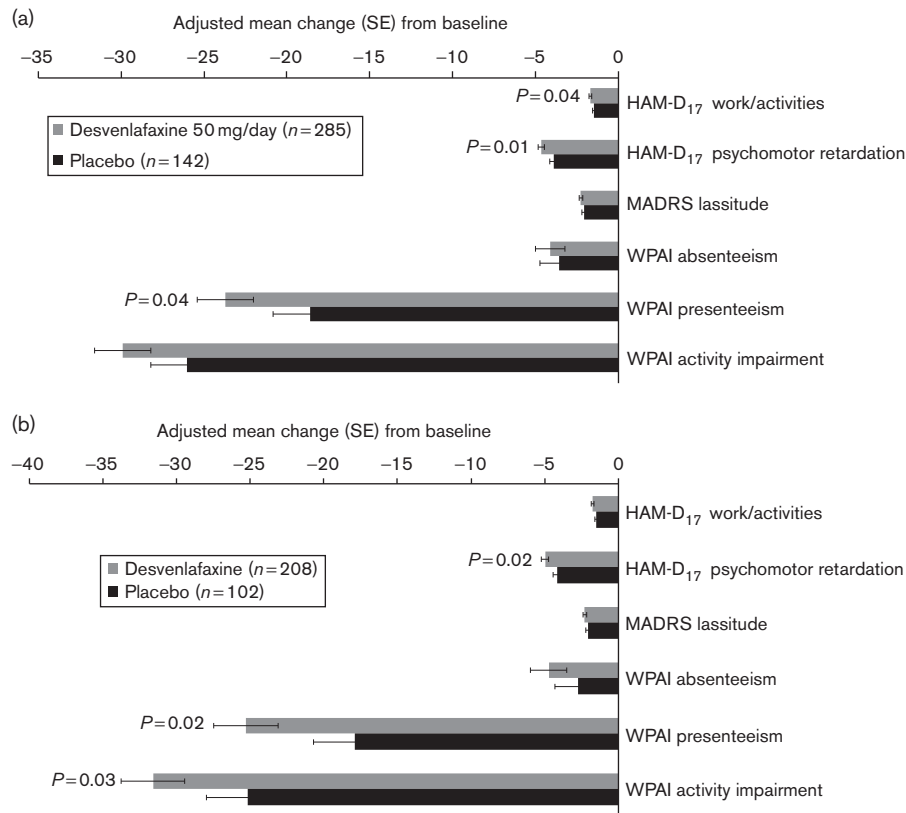 (a)
Adjusted mean change (SE) from baseline
−35 −30 −25 −20 −15 −10 −5 0
P=0.04 HAM-D17 work/activities
Desvenlafaxine 50 mg/day (n=285)
Placebo (n=142)
P=0.01 HAM-D17 psychomotor retardation
MADRS lassitude
WPAI absenteeism
P=0.04 WPAI presenteeism
WPAI activity impairment
(b)
Adjusted mean change (SE) from baseline
−40 −35 −30 −25 −20 −15 −10 −5 0
HAM-D17 work/activities
Desvenlafaxine (n=208)
Placebo (n=102)
P=0.02 HAM-D17 psychomotor retardation
MADRS lassitude
WPAI absenteeism
P=0.02 WPAI presenteeism
P=0.03 WPAI activity impairment